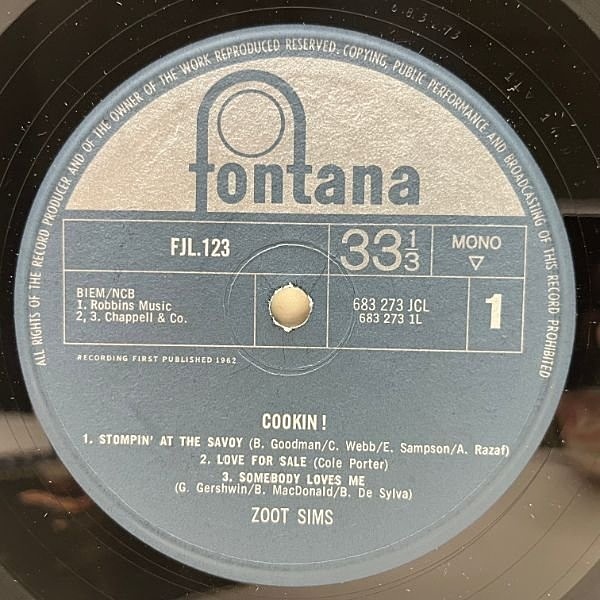 ALL RIGHTS OF THE RECORD PRODUCER AND OF THE OWNER OF THE WORK REPRODUCED RESERVED. COPYING, PUBLIC PERFORMANCE AND BROADCASTING OF THIS RECORD PROHIBITED
fontana
FJL.123
33 1/3
MONO
▽
BIEM/NCB
1. Robbins Music
2, 3. Chappell & Co.
683 273 JCL
683 273 1L
1
RECORDING FIRST PUBLISHED 1962
COOKIN!
1. STOMPIN' AT THE SAVOY (B. Goodman/C. Webb/E. Sampson/A. Razaf)
2. LOVE FOR SALE (Cole Porter)
3. SOMEBODY LOVES ME
(G. Gershwin/B. MacDonald/B. De Sylva)
ZOOT SIMS